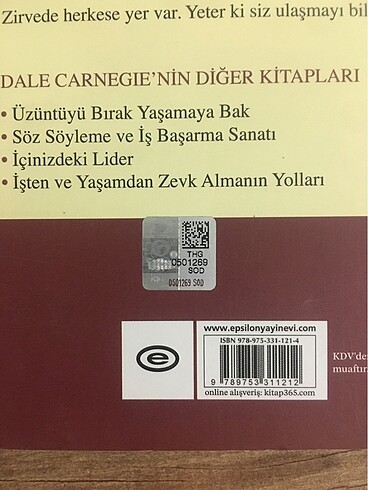 Zirvede herkese yer var. Yeter ki siz ulaşmayı bil
DALE CARNEGIE'NİN DİĞER KİTAPLARI
• Üzüntüyü Bırak Yaşamaya Bak
• Söz Söyleme ve İş Başarma Sanatı
• İçinizdeki Lider
• İşten ve Yaşamdan Zevk Almanın Yolları
THG
0501269
SOD
0501269 SOD
e
www.epsilonyayinevi.com
ISBN 978-975-331-121-4
9 789753 311212
online alışveriş: kitap365.com
KDV'de
muaftır